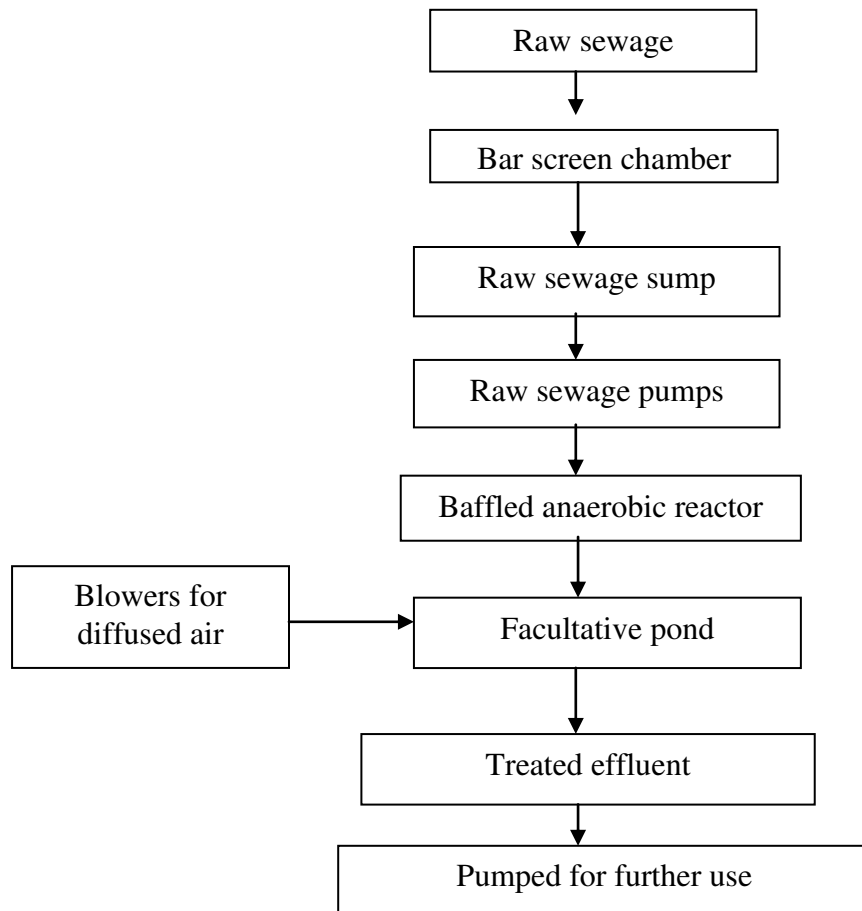 Raw sewage
Bar screen chamber
Raw sewage sump
Raw sewage pumps
Baffled anaerobic reactor
Blowers for
diffused air
Facultative pond
Treated effluent
Pumped for further use